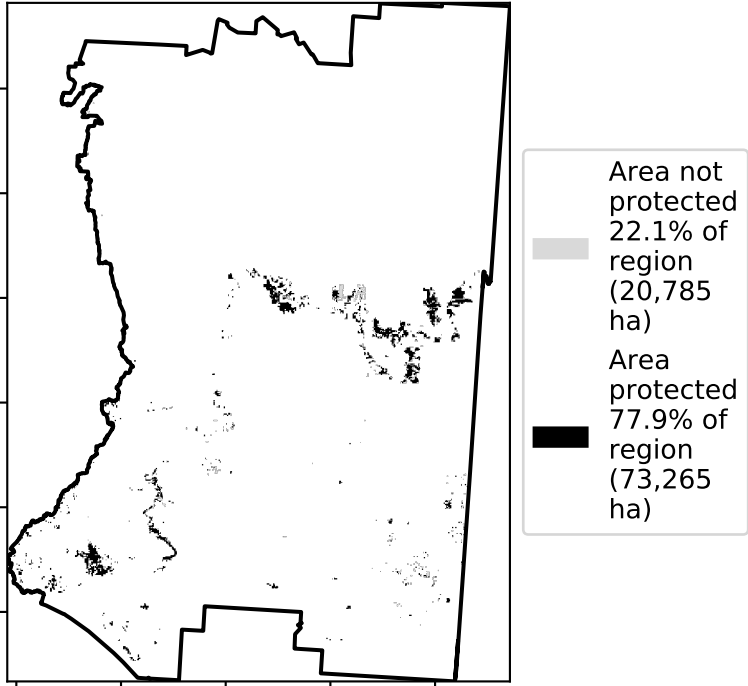 Area not
protected
22.1% of
region
(20,785
ha)
Area
protected
77.9% of
region
(73,265
ha)